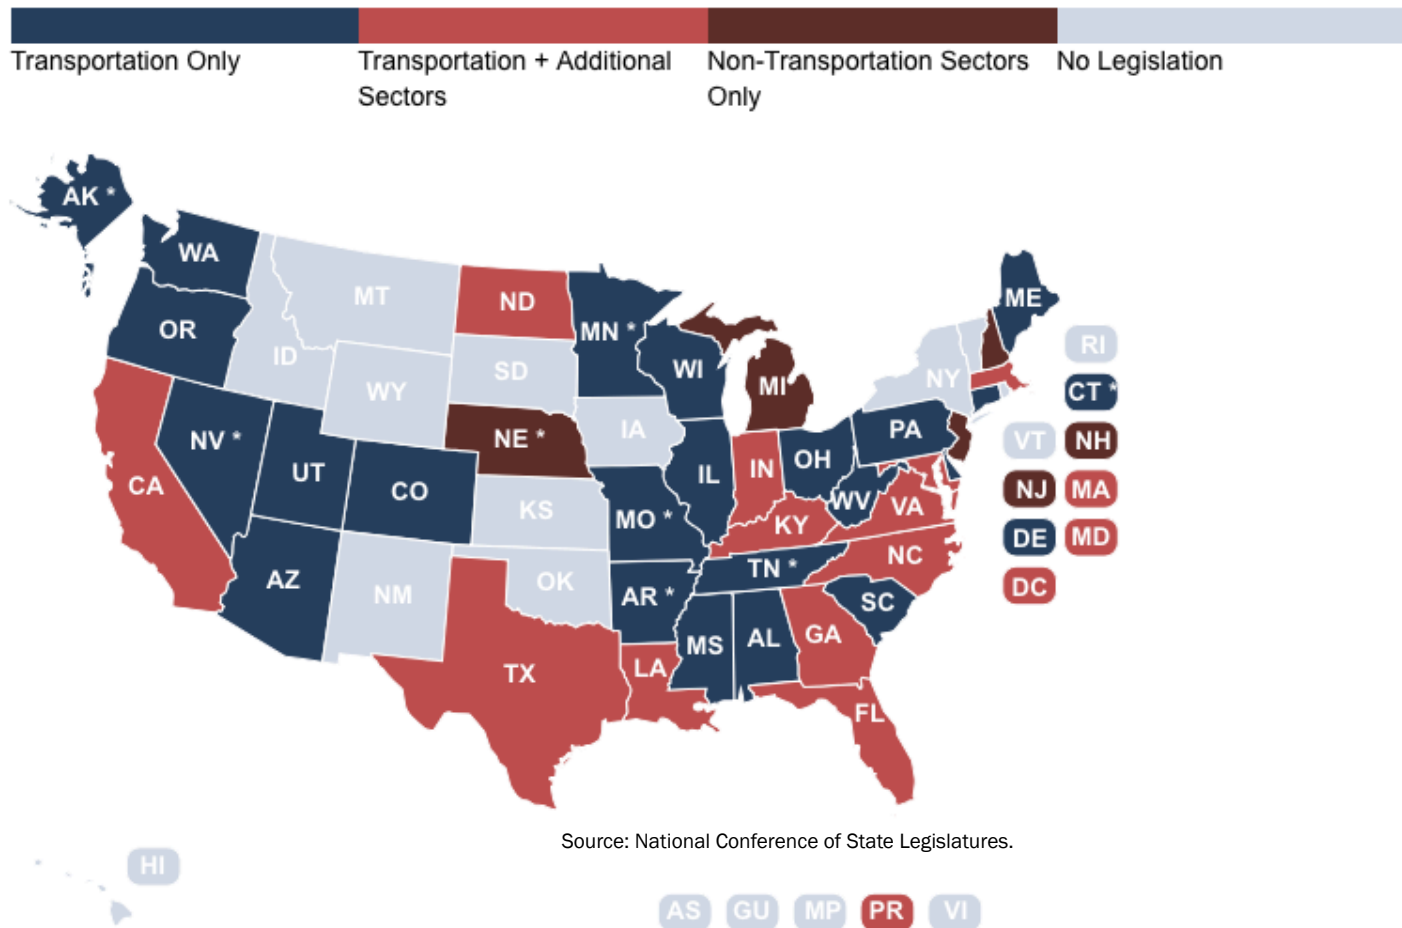 Transportation Only
Transportation + Additional Sectors
Non-Transportation Sectors Only
No Legislation
AK *
WA
OR
CA
NV *
ID
MT
WY
UT
CO
AZ
NM
ND
SD
NE *
KS
OK
TX
MN *
IA
MO *
AR *
LA
WI
IL
MI
IN
OH
KY
TN *
MS
AL
GA
FL
SC
NC
VA
WV
PA
NY
ME
RI
CT *
VT
NH
NJ
MA
DE
MD
DC
Source: National Conference of State Legislatures.
HI
AS
GU
MP
PR
VI